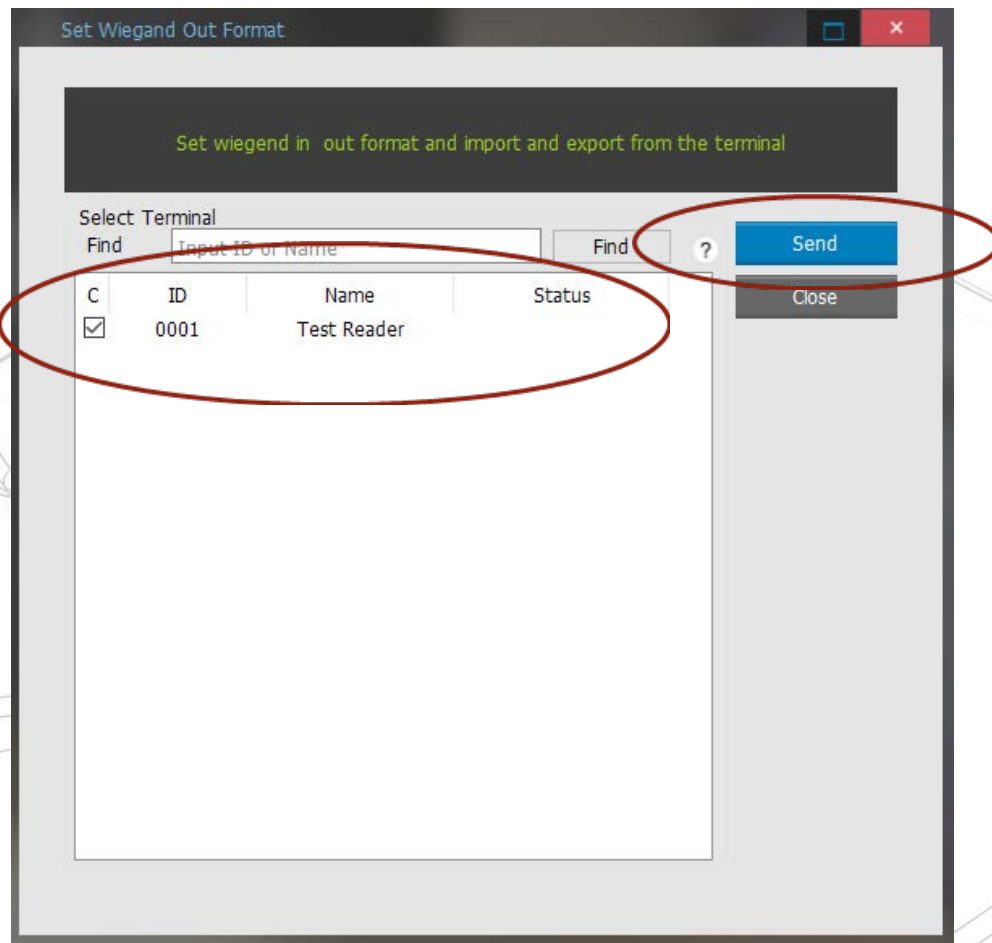 Set Wiegand Out Format
Set wiegend in out format and import and export from the terminal
Select Terminal
Find Input ID or Name Find ? Send
Close
C ID Name Status
0001 Test Reader